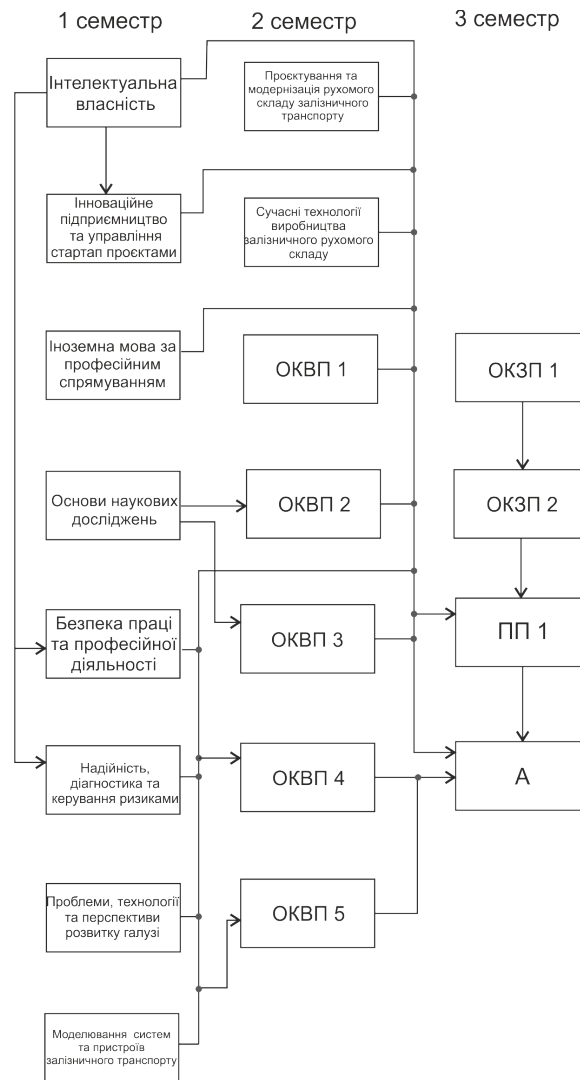 1 семестр
2 семестр
3 семестр
Інтелектуальна
власність
Інноваційне
підприємництво
та управління
стартап проєктами
Іноземна мова за
професійним
спрямуванням
Основи наукових
досліджень
Безпека праці
та професійної
діяльності
Надійність,
діагностика та
керування ризиками
Проблеми, технології
та перспективи
розвитку галузі
Моделювання систем
та пристроїв
залізничного транспорту
Проєктування та
модернізація рухомого
складу залізничного
транспорту
Сучасні технології
виробництва
залізничного рухомого
складу
ОКВП 1
ОКВП 2
ОКВП 3
ОКВП 4
ОКВП 5
ОКЗП 1
ОКЗП 2
ПП 1
А